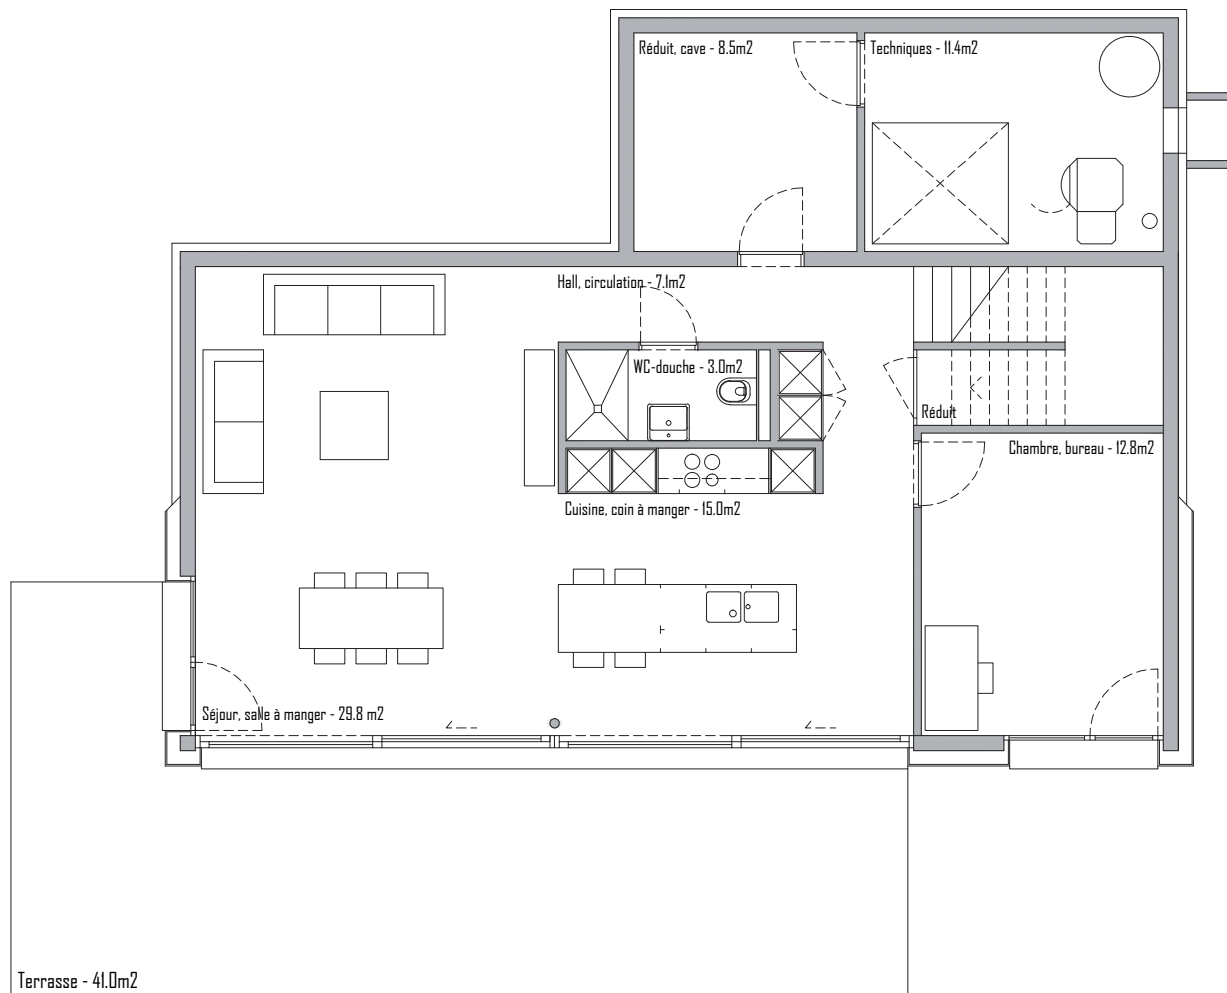 Réduit, cave - 8.5m2
Techniques - 11.4m2
Hall, circulation - 7.1m2
WC-douche - 3.0m2
Réduit
Chambre, bureau - 12.8m2
Cuisine, coin à manger - 15.0m2
Séjour, salle à manger - 29.8 m2
Terrasse - 41.0m2